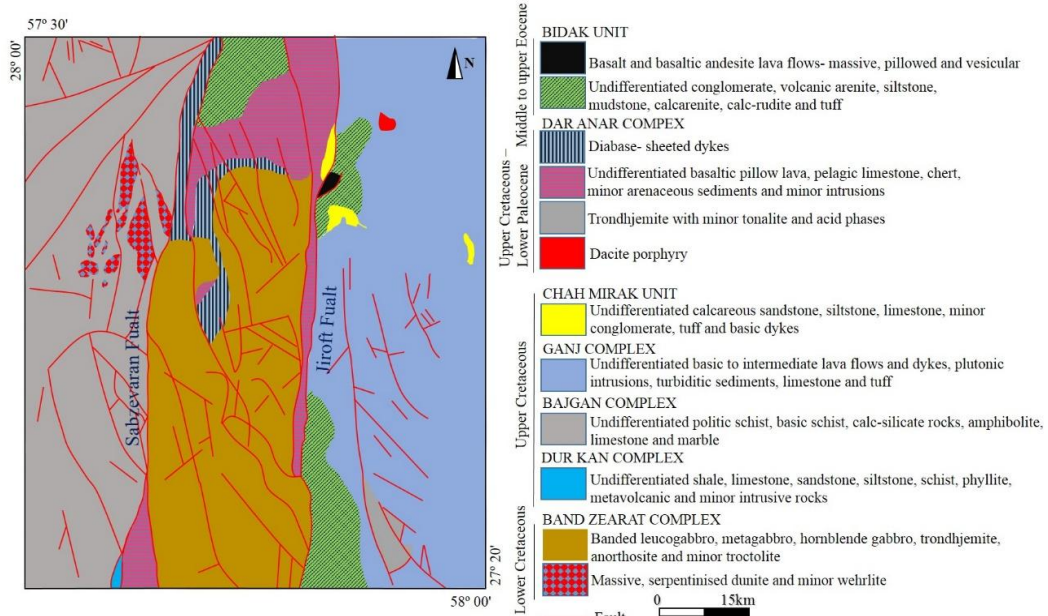 57º 30'
28º 00'
N
Sabzevaran Fualt
Jiroft Fualt
27º 20'
58º 00'
Middle to upper Eocene
BIDAK UNIT
Basalt and basaltic andesite lava flows- massive, pillowed and vesicular
Undifferentiated conglomerate, volcanic arenite, siltstone,
mudstone, calcarenite, calc-rudite and tuff
Upper Cretaceous –
Lower Paleocene
DAR ANAR COMPEX
Diabase- sheeted dykes
Undifferentiated basaltic pillow lava, pelagic limestone, chert,
minor arenaceous sediments and minor intrusions
Trondhjemite with minor tonalite and acid phases
Dacite porphyry
Upper Cretaceous
CHAH MIRAK UNIT
Undifferentiated calcareous sandstone, siltstone, limestone, minor
conglomerate, tuff and basic dykes
GANJ COMPLEX
Undifferentiated basic to intermediate lava flows and dykes, plutonic
intrusions, turbiditic sediments, limestone and tuff
BAJGAN COMPLEX
Undifferentiated politic schist, basic schist, calc-silicate rocks, amphibolite,
limestone and marble
DUR KAN COMPLEX
Undifferentiated shale, limestone, sandstone, siltstone, schist, phyllite,
metavolcanic and minor intrusive rocks
Lower Cretaceous
BAND ZEARAT COMPLEX
Banded leucogabbro, metagabbro, hornblende gabbro, trondhjemite,
anorthosite and minor troctolite
Massive, serpentinised dunite and minor wehrlite
0 15km
Fault